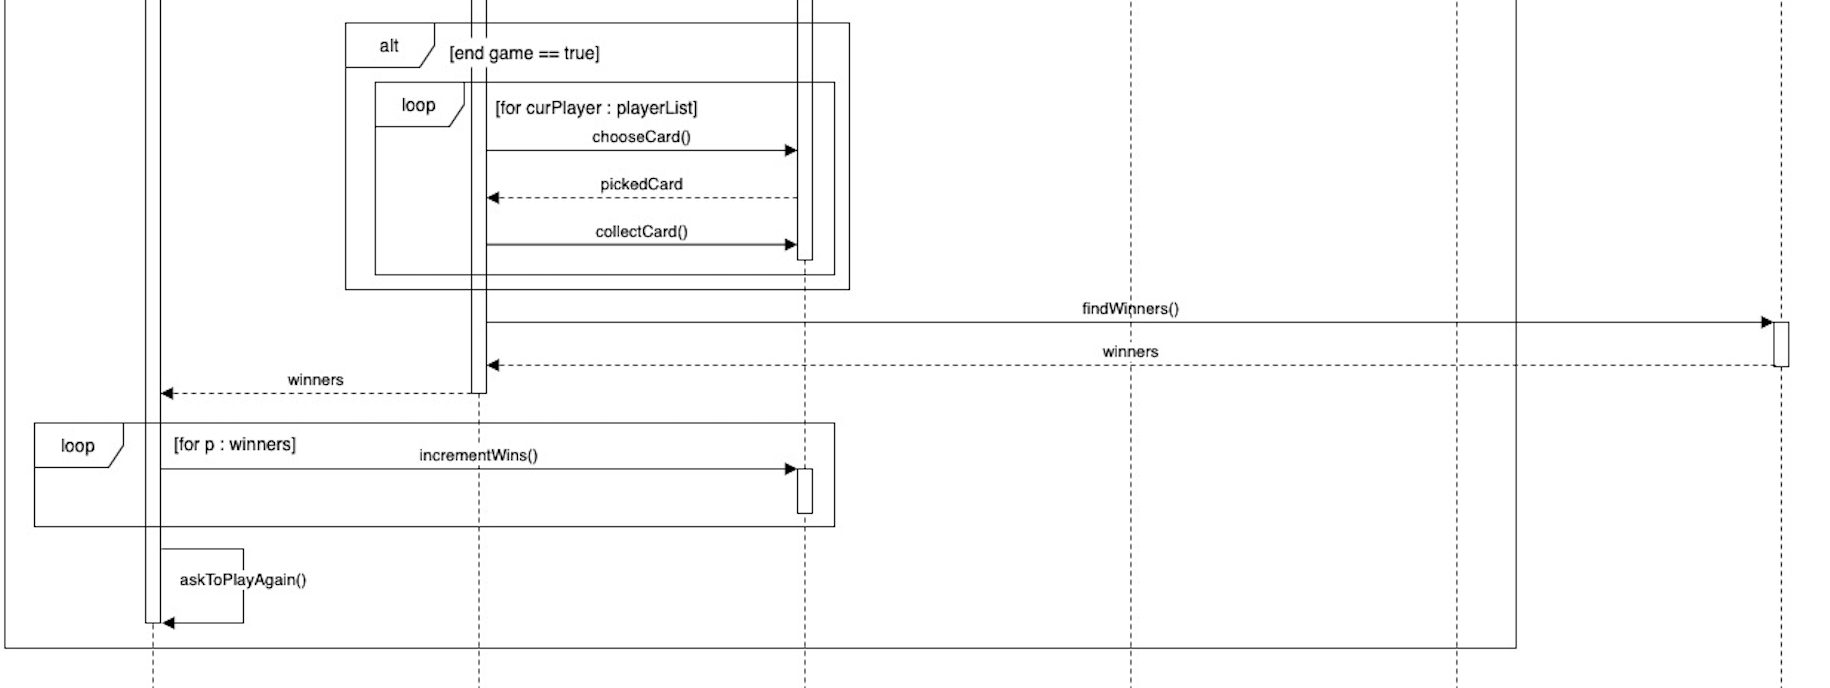 alt
[end game == true]
loop
[for curPlayer : playerList]
chooseCard()
pickedCard
collectCard()
findWinners()
winners
winners
loop
[for p : winners]
incrementWins()
askToPlayAgain()